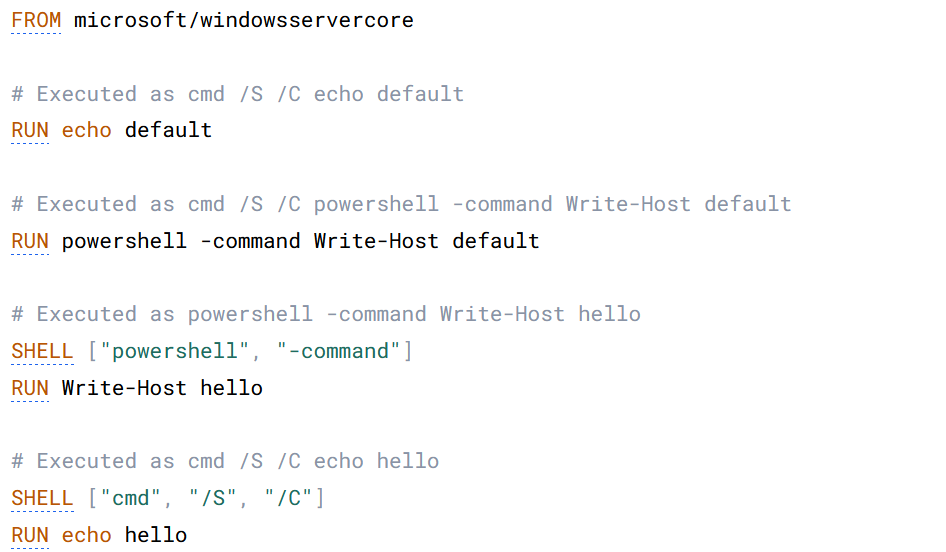 FROM microsoft/windowsservercore
# Executed as cmd /S /C echo default
RUN echo default
# Executed as cmd /S /C powershell -command Write-Host default
RUN powershell -command Write-Host default
# Executed as powershell -command Write-Host hello
SHELL ["powershell", "-command"]
RUN Write-Host hello
# Executed as cmd /S /C echo hello
SHELL ["cmd", "/S", "/C"]
RUN echo hello